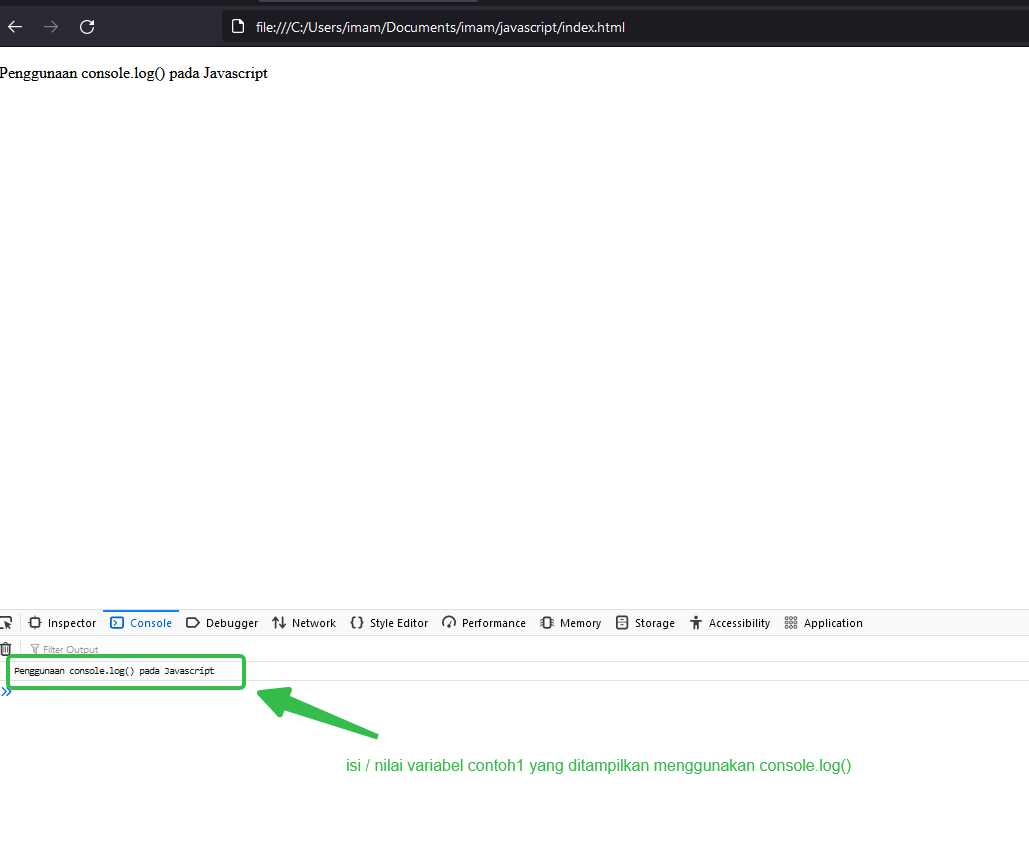 file:///C:/Users/imam/Documents/imam/javascript/index.html
Penggunaan console.log() pada Javascript
Inspector Console Debugger Network Style Editor Performance Memory Storage Accessibility Application
Filter Output
Penggunaan console.log() pada Javascript
isi / nilai variabel contoh1 yang ditampilkan menggunakan console.log()